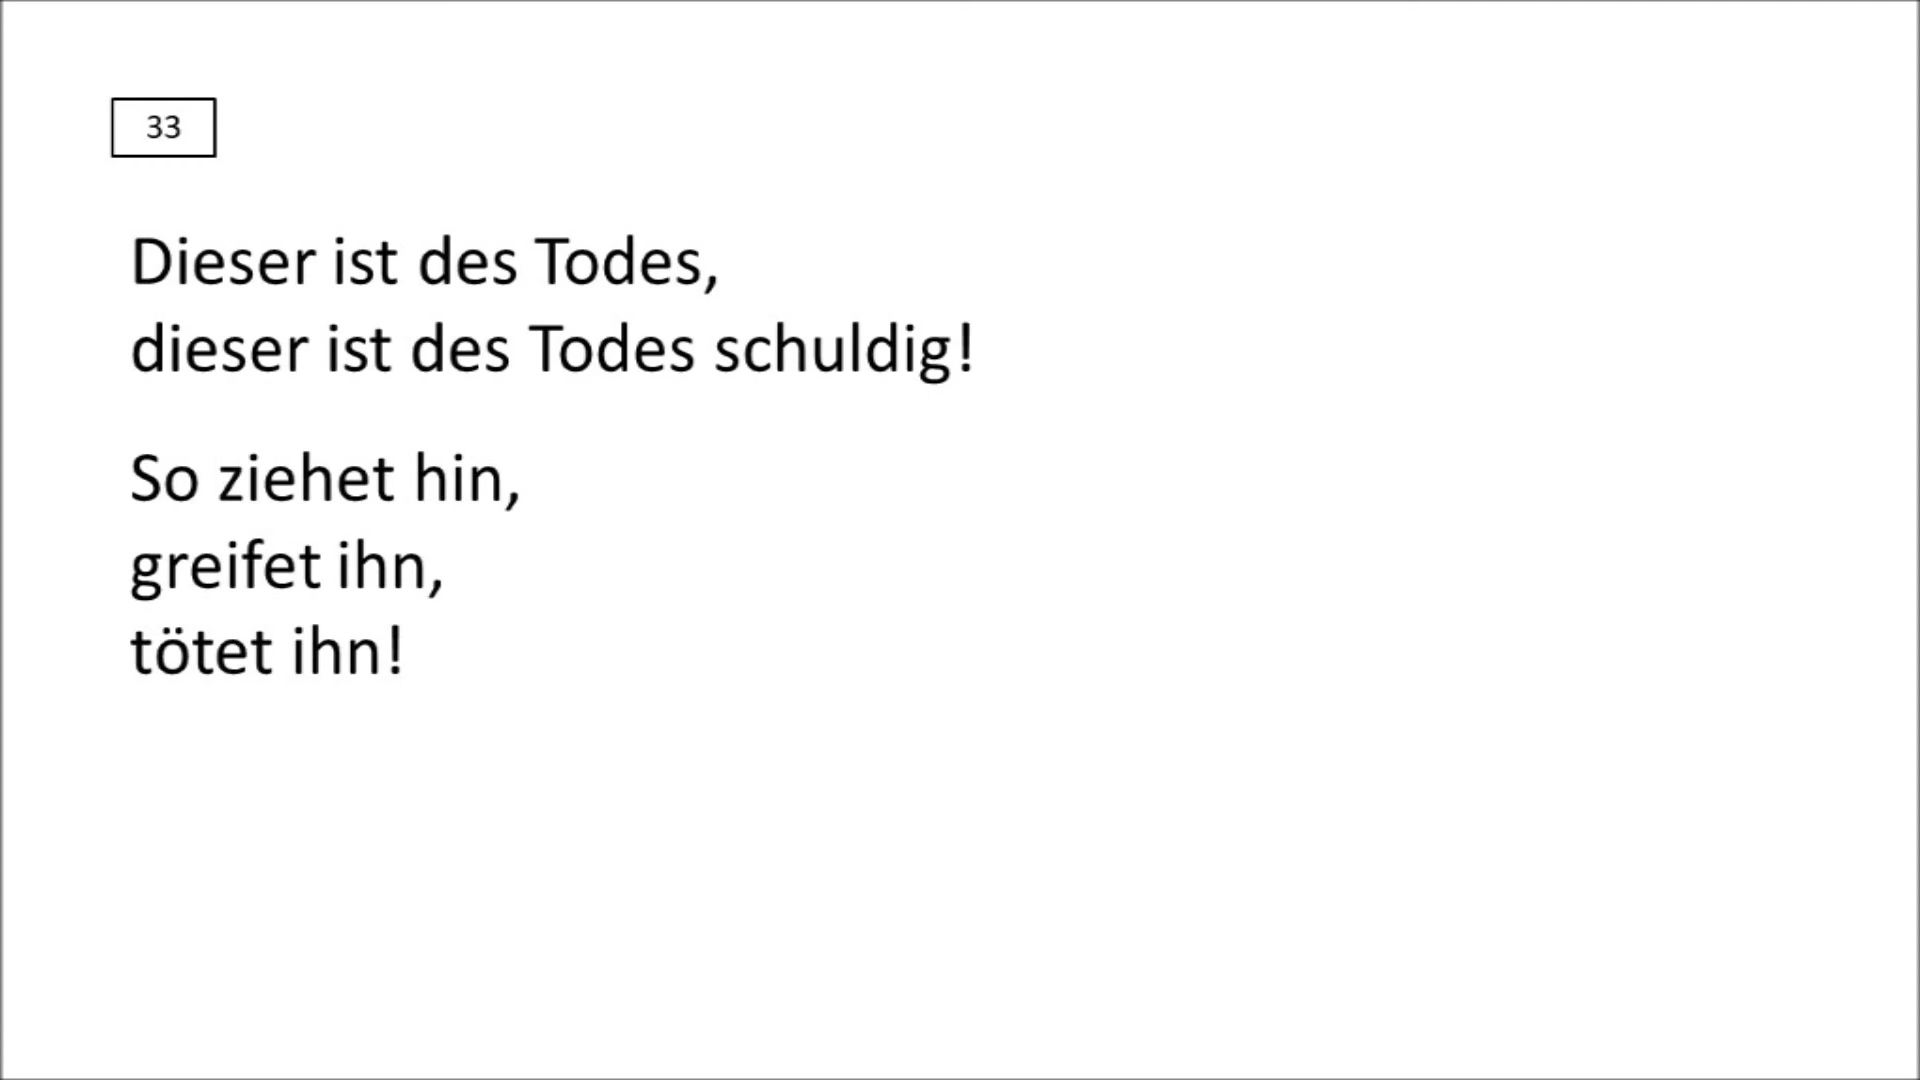 33
Dieser ist des Todes,
dieser ist des Todes schuldig!
So ziehet hin,
greifet ihn,
tötet ihn!